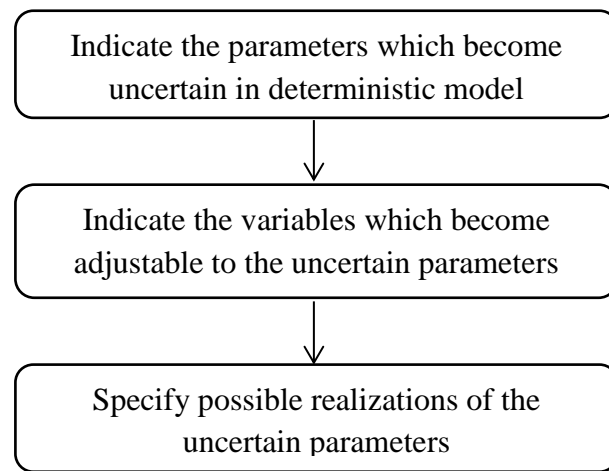 Indicate the parameters which become
uncertain in deterministic model
Indicate the variables which become
adjustable to the uncertain parameters
Specify possible realizations of the
uncertain parameters